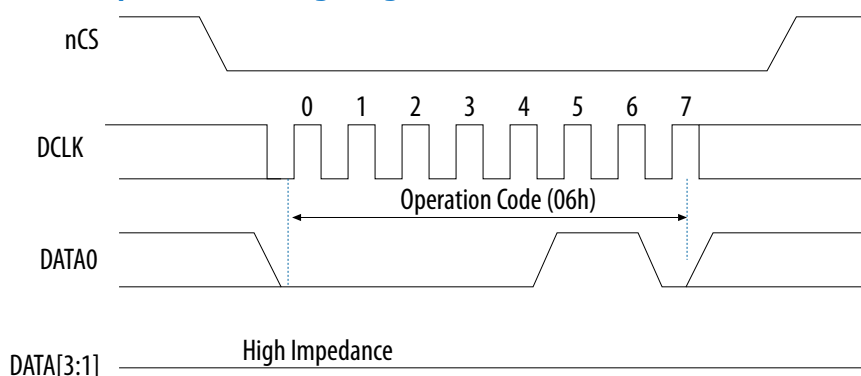 nCS
0 1 2 3 4 5 6 7
DCLK
Operation Code (06h)
DATA0
High Impedance
DATA[3:1]